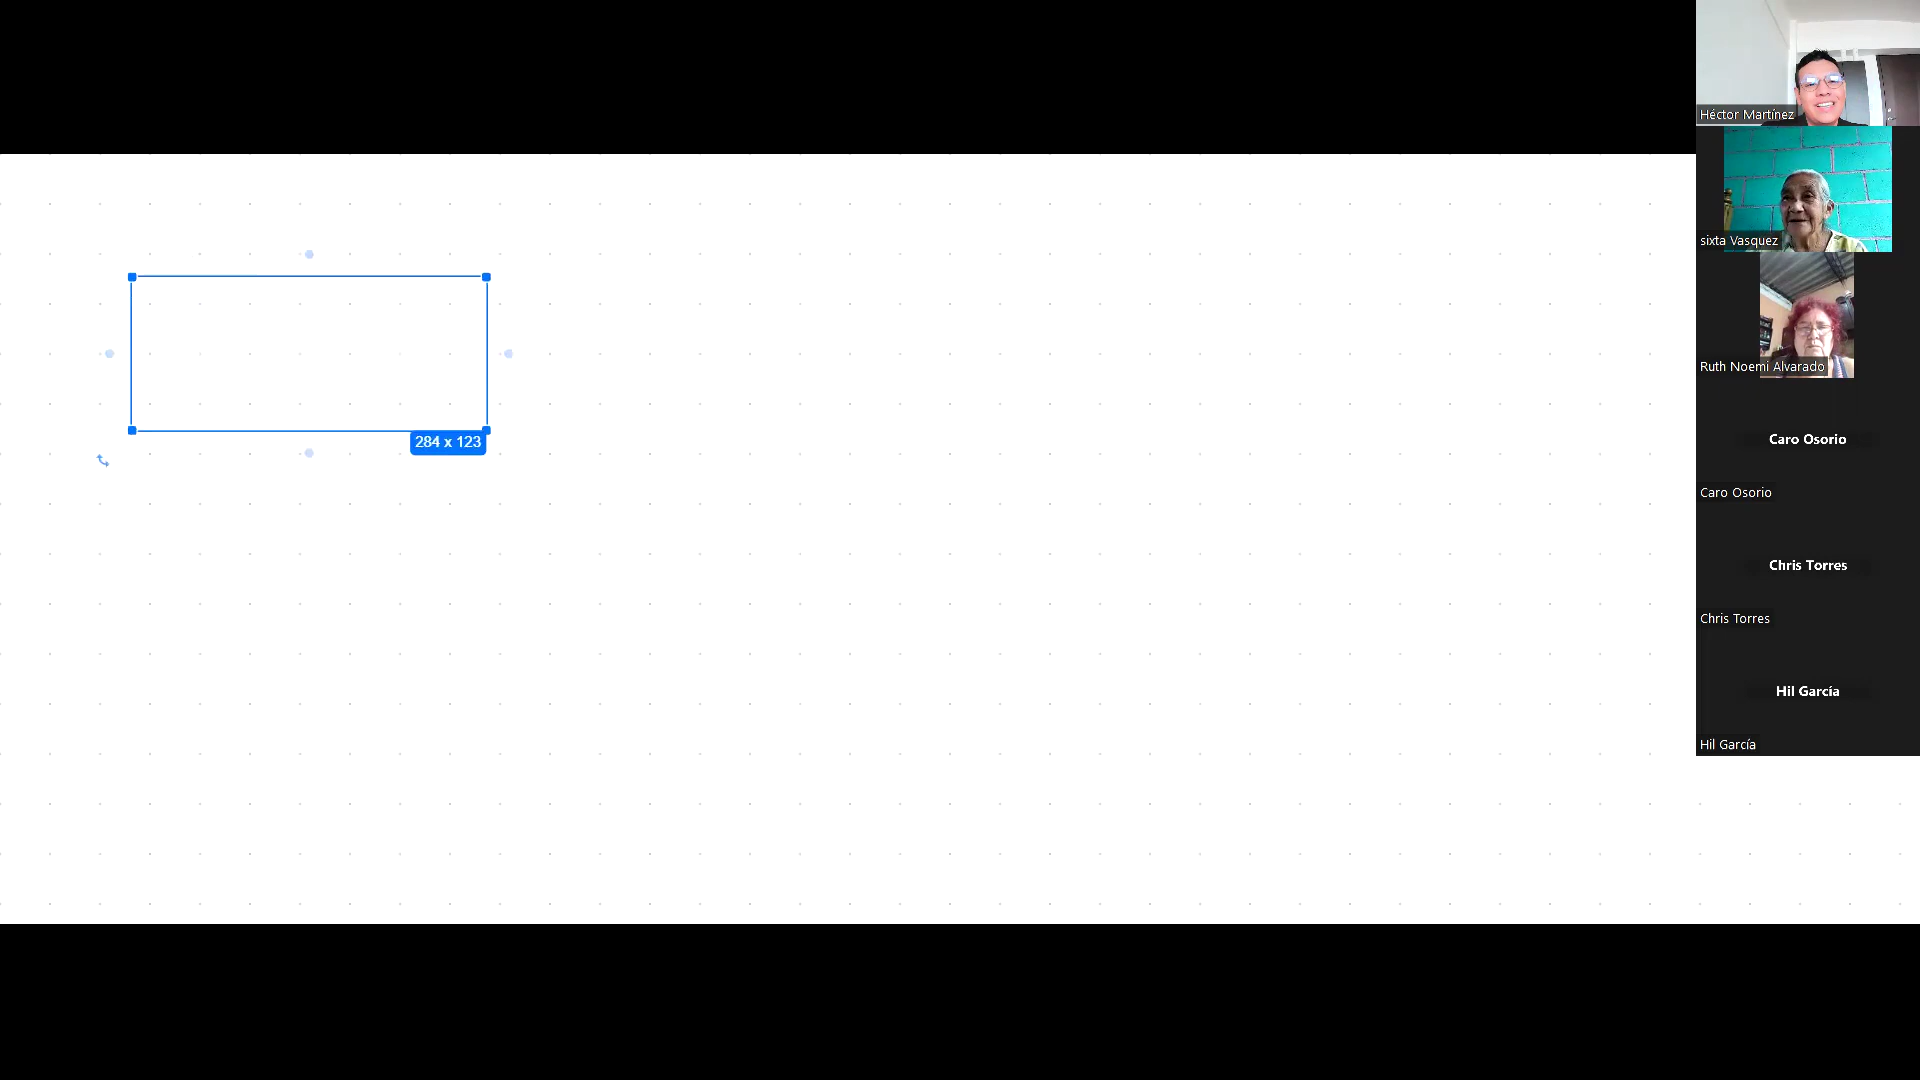 Héctor Martínez
sixta Vasquez
Ruth Noemi Alvarado
284 x 123
Caro Osorio
Caro Osorio
Chris Torres
Chris Torres
Hil García
Hil García